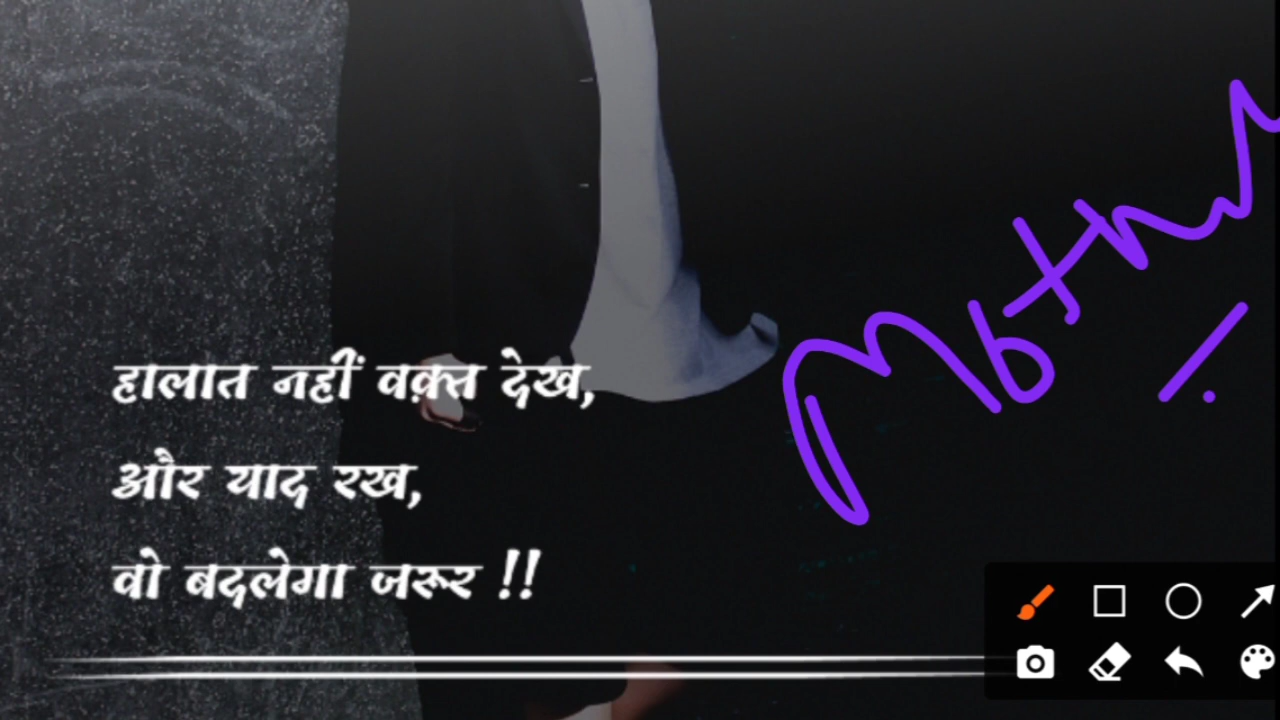 हालात नहीं वक़्त देख,
और याद रख,
वो बदलेगा जरूर !!